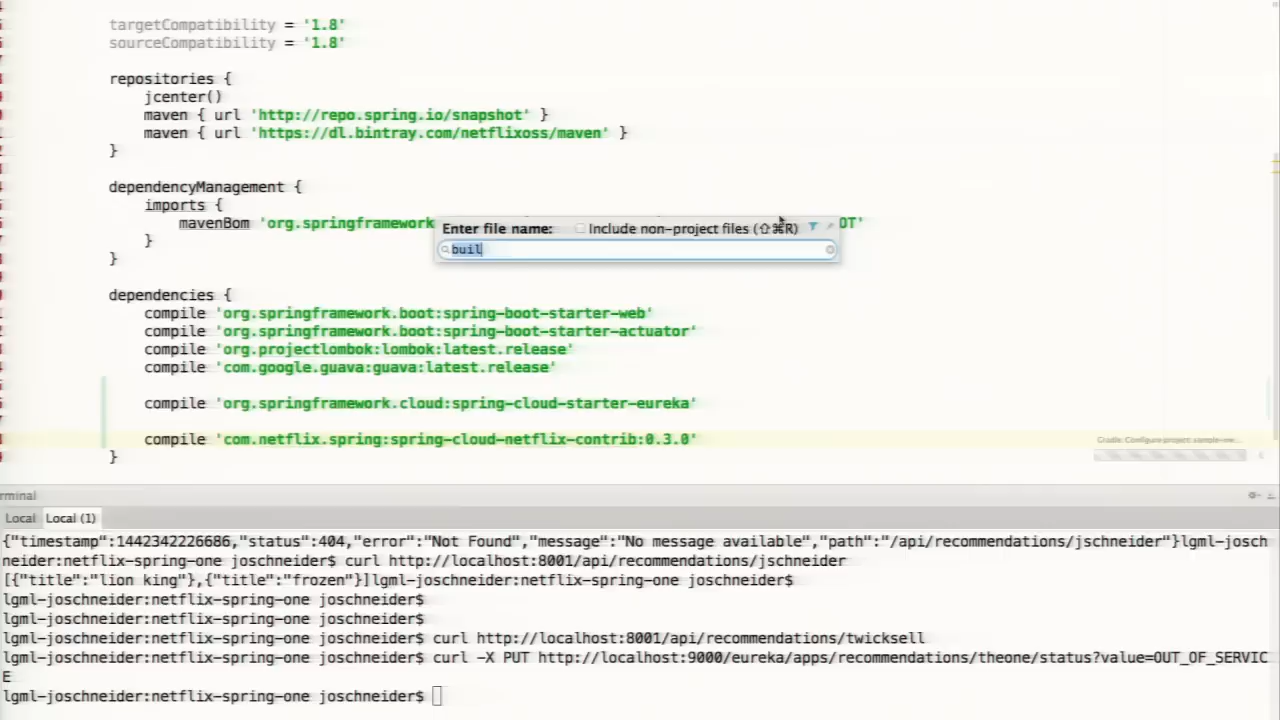 targetCompatibility = '1.8'
sourceCompatibility = '1.8'
repositories {
jcenter()
maven { url 'http://repo.spring.io/snapshot' }
maven { url 'https://dl.bintray.com/netflixoss/maven' }
}
dependencyManagement {
imports {
mavenBom 'org.springframework OT'
}
}
Enter file name: Include non-project files (⇧⌘R)
buil
dependencies {
compile 'org.springframework.boot:spring-boot-starter-web'
compile 'org.springframework.boot:spring-boot-starter-actuator'
compile 'org.projectlombok:lombok:latest.release'
compile 'com.google.guava:guava:latest.release'
compile 'org.springframework.cloud:spring-cloud-starter-eureka'
compile 'com.netflix.spring:spring-cloud-netflix-contrib:0.3.0'
}
Gradle: Configure project: sample-me...
rminal
Local Local (1)
{"timestamp":1442342226686,"status":404,"error":"Not Found","message":"No message available","path":"/api/recommendations/jschneider"}lgml-josch
neider:netflix-spring-one joschneider$ curl http://localhost:8001/api/recommendations/jschneider
[{"title":"lion king"},{"title":"frozen"}]lgml-joschneider:netflix-spring-one joschneider$
lgml-joschneider:netflix-spring-one joschneider$
lgml-joschneider:netflix-spring-one joschneider$
lgml-joschneider:netflix-spring-one joschneider$ curl http://localhost:8001/api/recommendations/twicksell
lgml-joschneider:netflix-spring-one joschneider$ curl -X PUT http://localhost:9000/eureka/apps/recommendations/theone/status?value=OUT_OF_SERVIC
E
lgml-joschneider:netflix-spring-one joschneider$